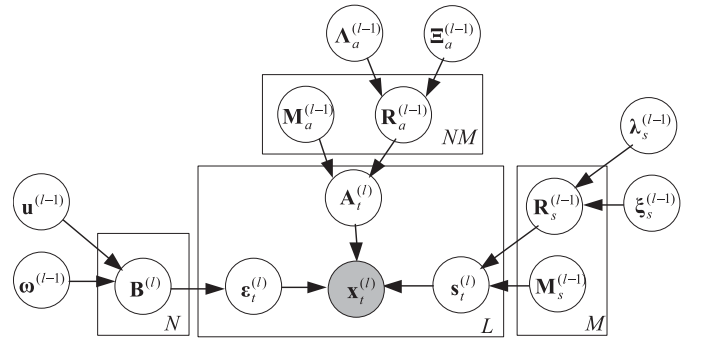 Λ_a^{(l−1)} Ξ_a^{(l−1)}
M_a^{(l−1)} R_a^{(l−1)}
NM
λ_s^{(l−1)}
A_t^{(l)}
u^{(l−1)} R_s^{(l−1)} ξ_s^{(l−1)}
ω^{(l−1)} B^{(l)} ε_t^{(l)} x_t^{(l)} s_t^{(l)} M_s^{(l−1)}
N L M